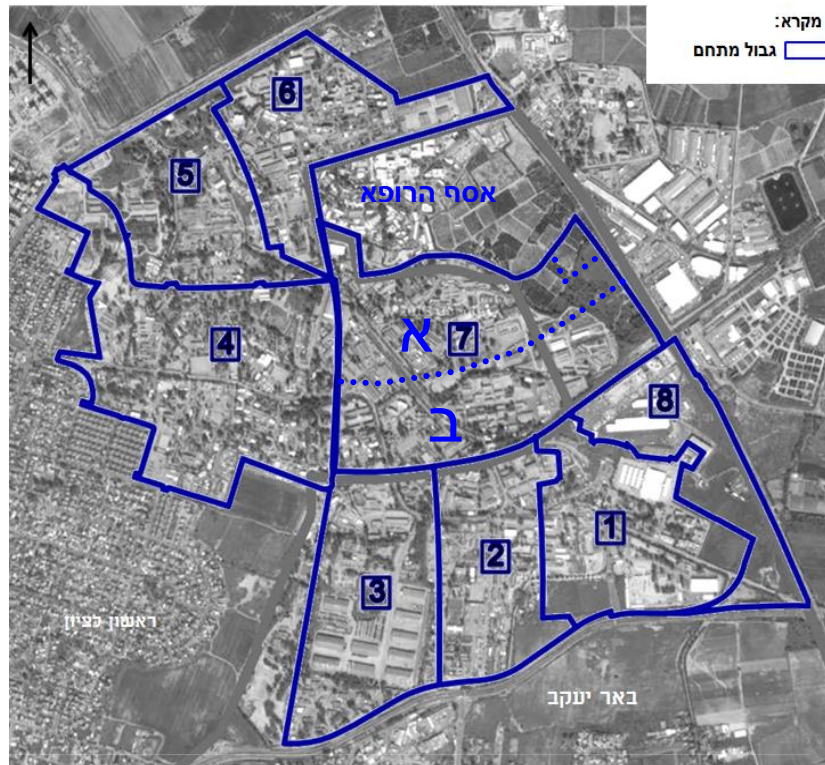 מקרא:
גבול מתחם
6
5
אסף הרופא
4
א
7
ב
8
1
2
3
ראשון לציון
באר יעקב